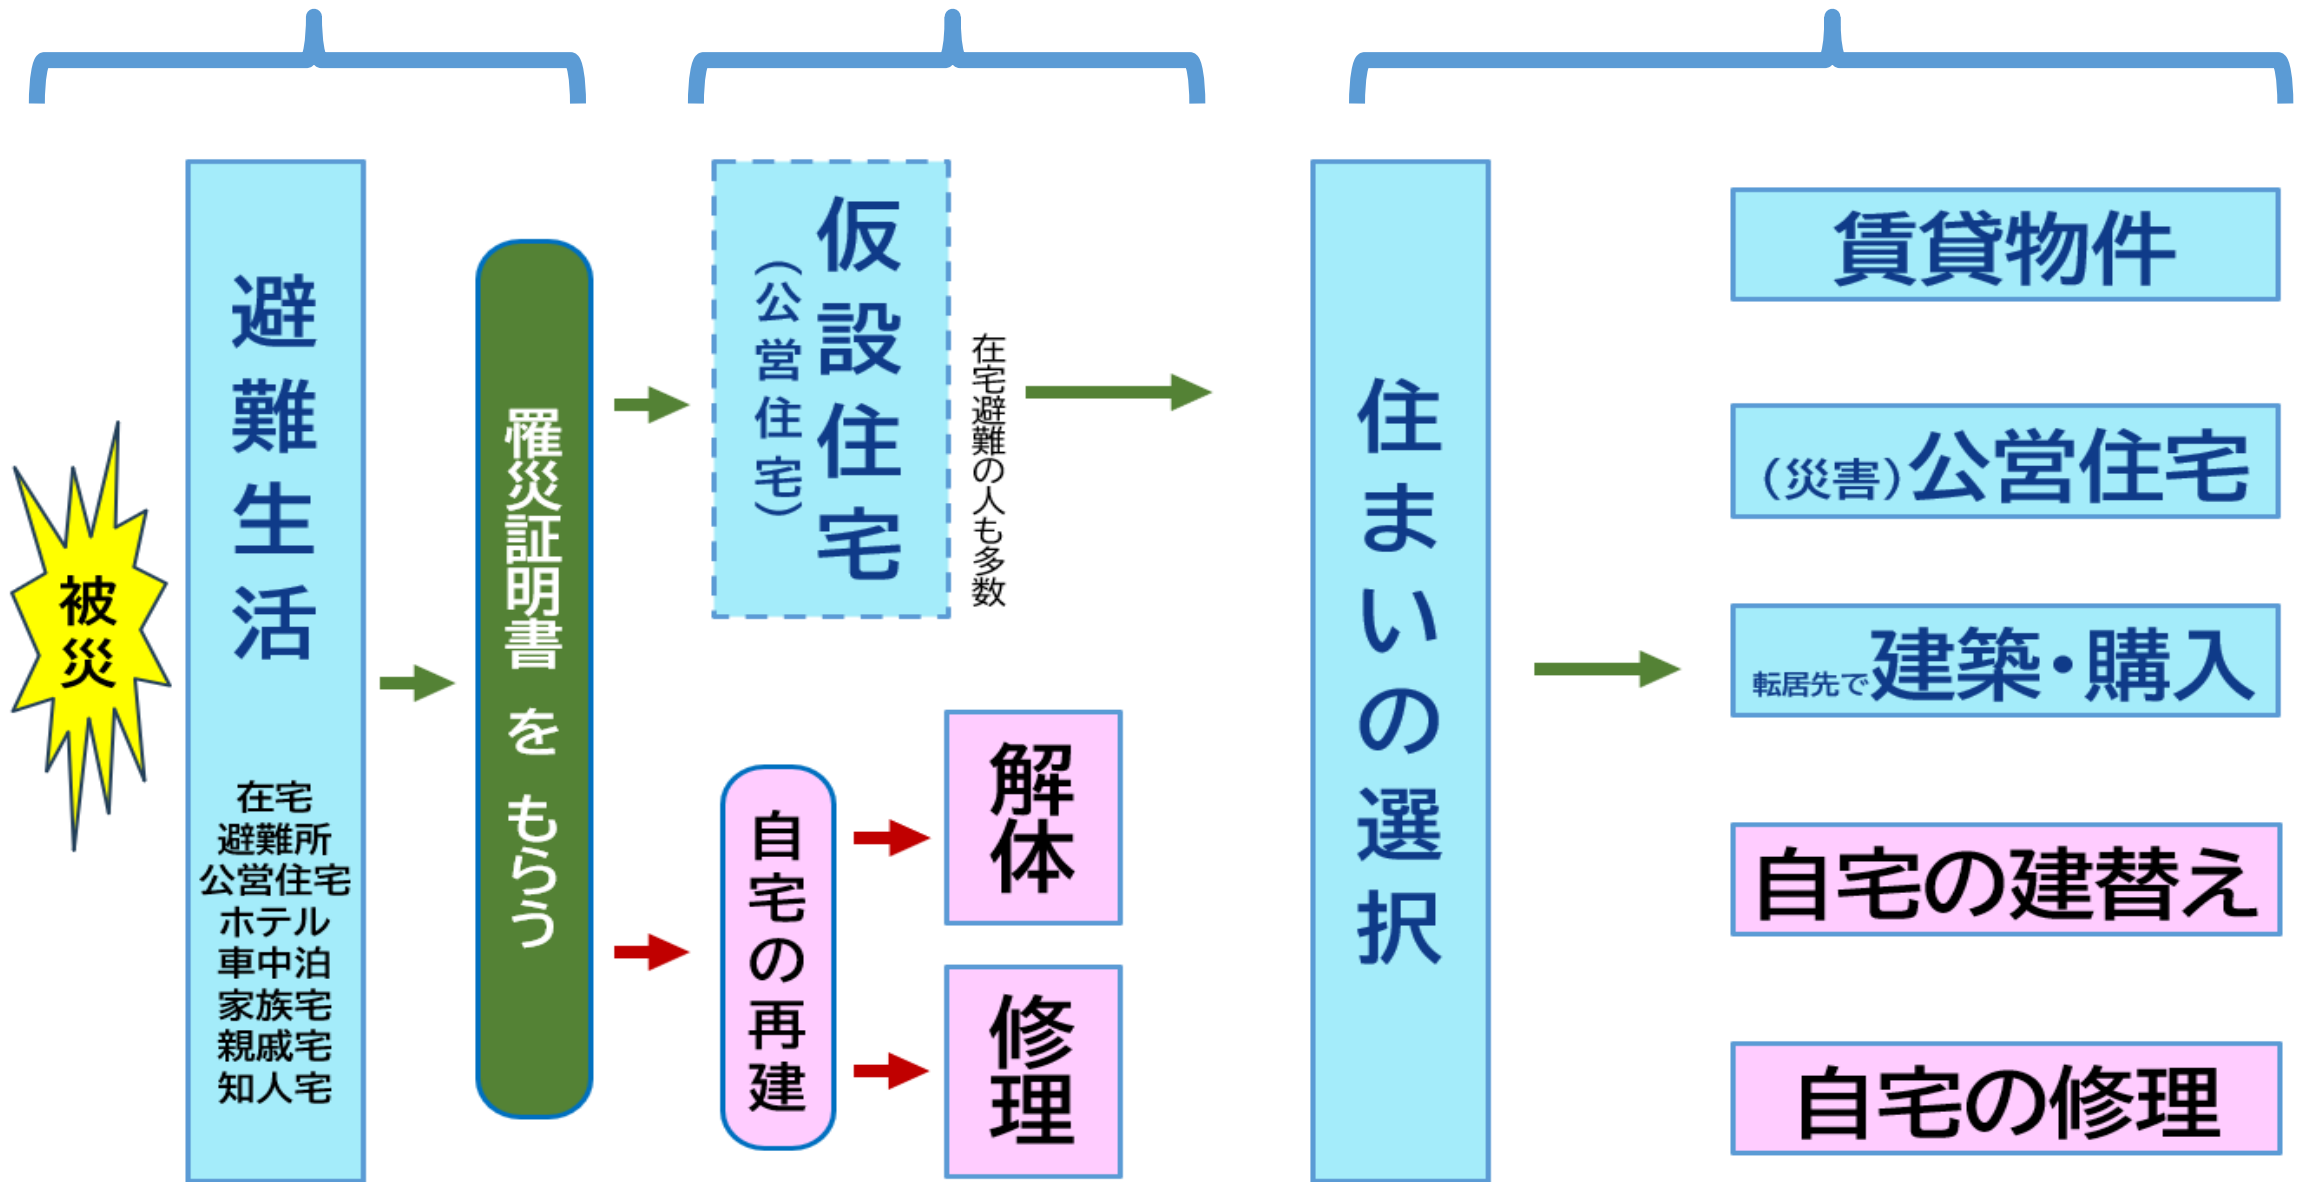 被災
避難生活
在宅
避難所
公営住宅
ホテル
車中泊
家族宅
親戚宅
知人宅
罹災証明書 を もらう
仮設住宅
（公営住宅）
在宅避難の人も多数
自宅の再建
解体
修理
住まいの選択
賃貸物件
（災害）公営住宅
転居先で建築・購入
自宅の建替え
自宅の修理